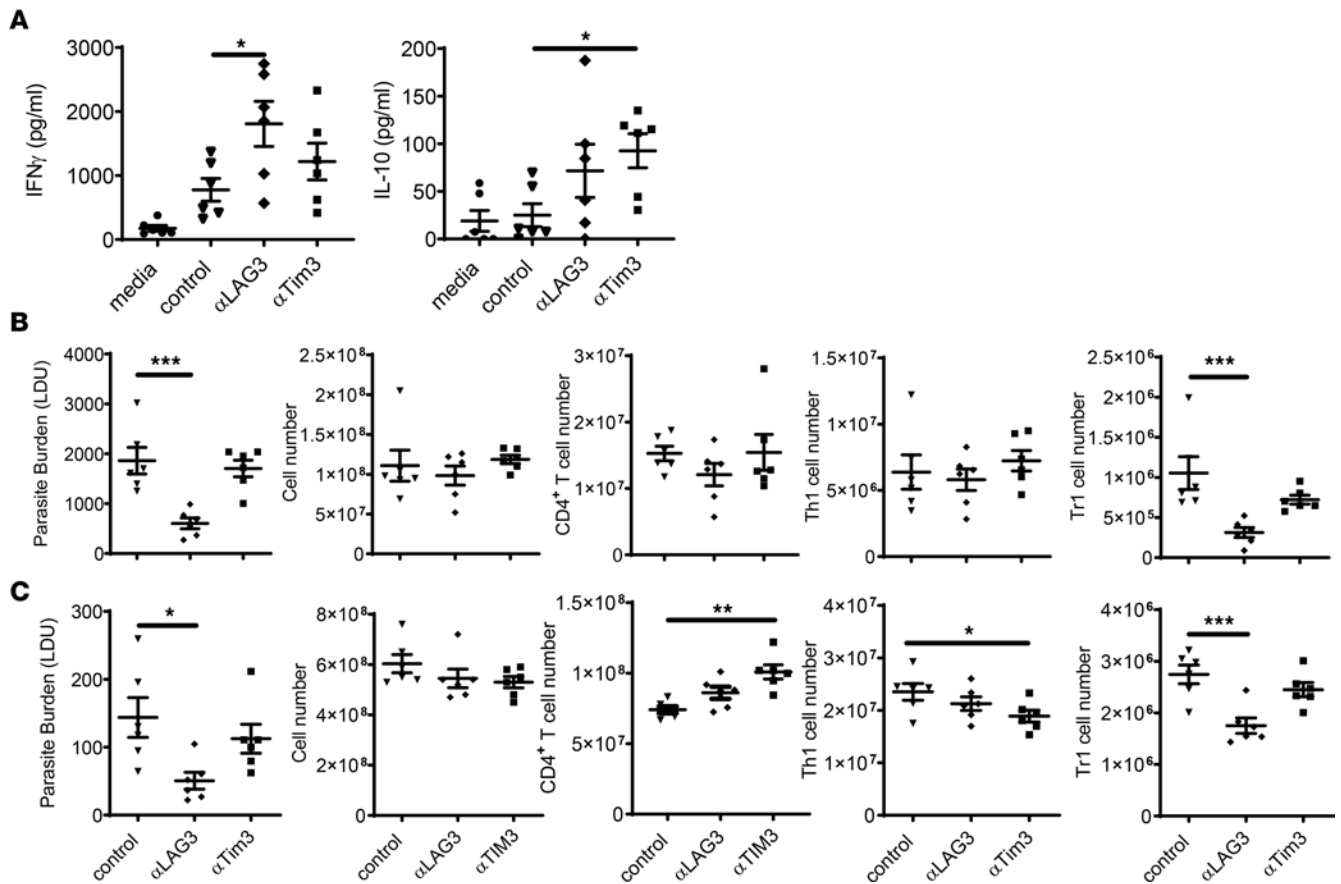 A
IFNγ (pg/ml)
3000
2000
1000
0
*
media
control
αLAG3
αTim3
IL-10 (pg/ml)
200
150
100
50
0
*
media
control
αLAG3
αTim3
B
Parasite Burden (LDU)
4000
3000
2000
1000
0
***
Cell number
2.5×10⁸
2×10⁸
1.5×10⁸
1×10⁸
5×10⁷
0
CD4⁺ T cell number
3×10⁷
2×10⁷
1×10⁷
0
Th1 cell number
1.5×10⁷
1×10⁷
5×10⁶
0
Tr1 cell number
2.5×10⁶
2×10⁶
1.5×10⁶
1×10⁶
5×10⁵
0
***
C
Parasite Burden (LDU)
300
200
100
0
*
control
αLAG3
αTim3
Cell number
8×10⁸
6×10⁸
4×10⁸
2×10⁸
0
control
αLAG3
αTIM3
CD4⁺ T cell number
1.5×10⁸
1×10⁸
5×10⁷
0
**
control
αLAG3
αTIM3
Th1 cell number
4×10⁷
3×10⁷
2×10⁷
1×10⁷
0
*
control
αLAG3
αTim3
Tr1 cell number
4×10⁶
3×10⁶
2×10⁶
1×10⁶
0
***
control
αLAG3
αTim3